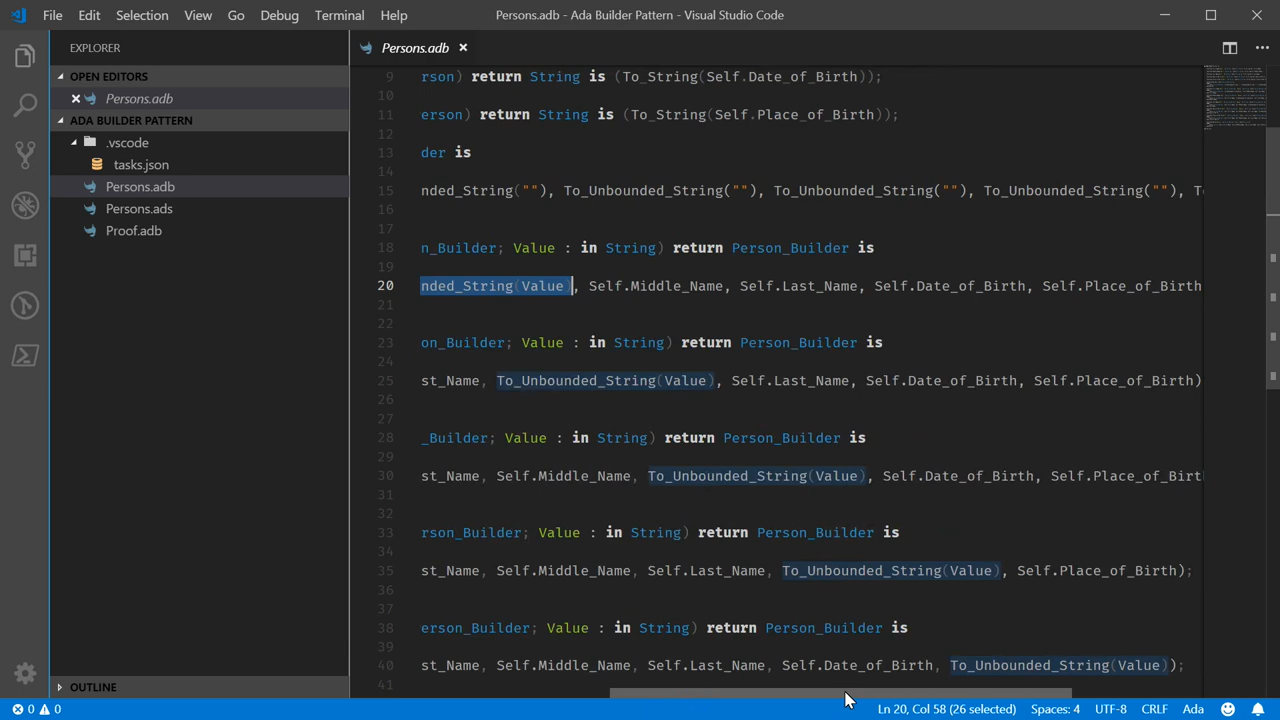 File Edit Selection View Go Debug Terminal Help Persons.adb - Ada Builder Pattern - Visual Studio Code
EXPLORER
OPEN EDITORS
Persons.adb
ADA BUILDER PATTERN
.vscode
tasks.json
Persons.adb
Persons.ads
Proof.adb
OUTLINE
Persons.adb
9 rson) return String is (To_String(Self.Date_of_Birth));
10
11 erson) return String is (To_String(Self.Place_of_Birth));
12
13 der is
14
15 nded_String(""), To_Unbounded_String(""), To_Unbounded_String(""), To_Unbounded_String(""), T
16
17
18 n_Builder; Value : in String) return Person_Builder is
19
20 nded_String(Value), Self.Middle_Name, Self.Last_Name, Self.Date_of_Birth, Self.Place_of_Birth
21
22
23 on_Builder; Value : in String) return Person_Builder is
24
25 st_Name, To_Unbounded_String(Value), Self.Last_Name, Self.Date_of_Birth, Self.Place_of_Birth)
26
27
28 _Builder; Value : in String) return Person_Builder is
29
30 st_Name, Self.Middle_Name, To_Unbounded_String(Value), Self.Date_of_Birth, Self.Place_of_Birth
31
32
33 rson_Builder; Value : in String) return Person_Builder is
34
35 st_Name, Self.Middle_Name, Self.Last_Name, To_Unbounded_String(Value), Self.Place_of_Birth);
36
37
38 erson_Builder; Value : in String) return Person_Builder is
39
40 st_Name, Self.Middle_Name, Self.Last_Name, Self.Date_of_Birth, To_Unbounded_String(Value));
41
0 0 Ln 20, Col 58 (26 selected) Spaces: 4 UTF-8 CRLF Ada